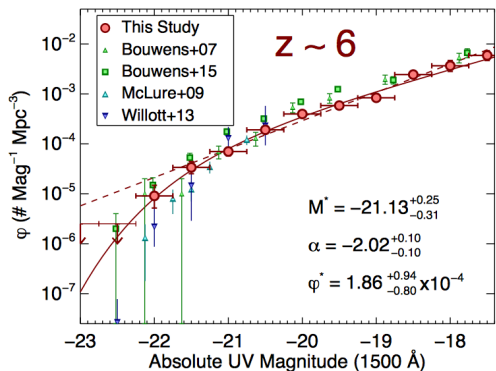 This Study
Bouwens+07
Bouwens+15
McLure+09
Willott+13
z ~ 6
10⁻²
10⁻³
10⁻⁴
10⁻⁵
10⁻⁶
10⁻⁷
φ (# Mag⁻¹ Mpc⁻³)
M* = −21.13 +0.25 −0.31
α = −2.02 +0.10 −0.10
φ* = 1.86 +0.94 −0.80 x10⁻⁴
−23 −22 −21 −20 −19 −18
Absolute UV Magnitude (1500 Å)